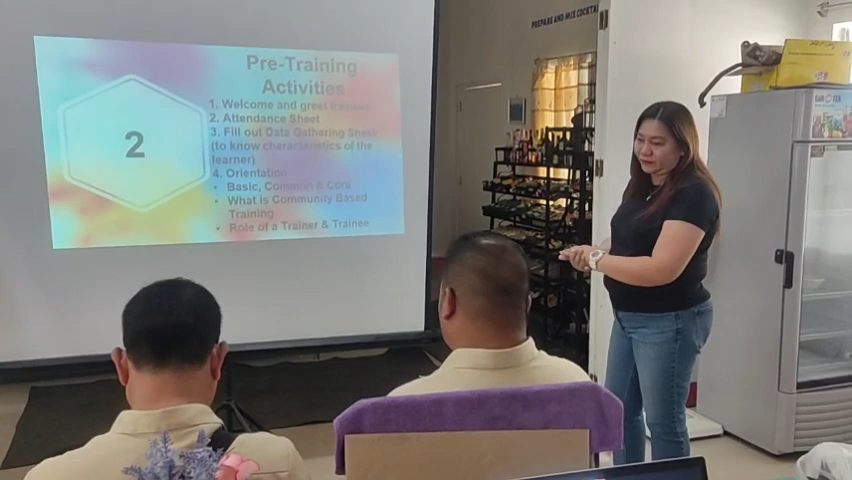 PREPARE AND MIX COCKTA
Pre-Training
Activities
2
1. Welcome and greet trainees
2. Attendance Sheet
3. Fill out Data Gathering Sheet
(to know characteristics of the
learner)
4. Orientation
• Basic, Common & Core
• What is Community Based
Training
• Role of a Trainer & Trainee